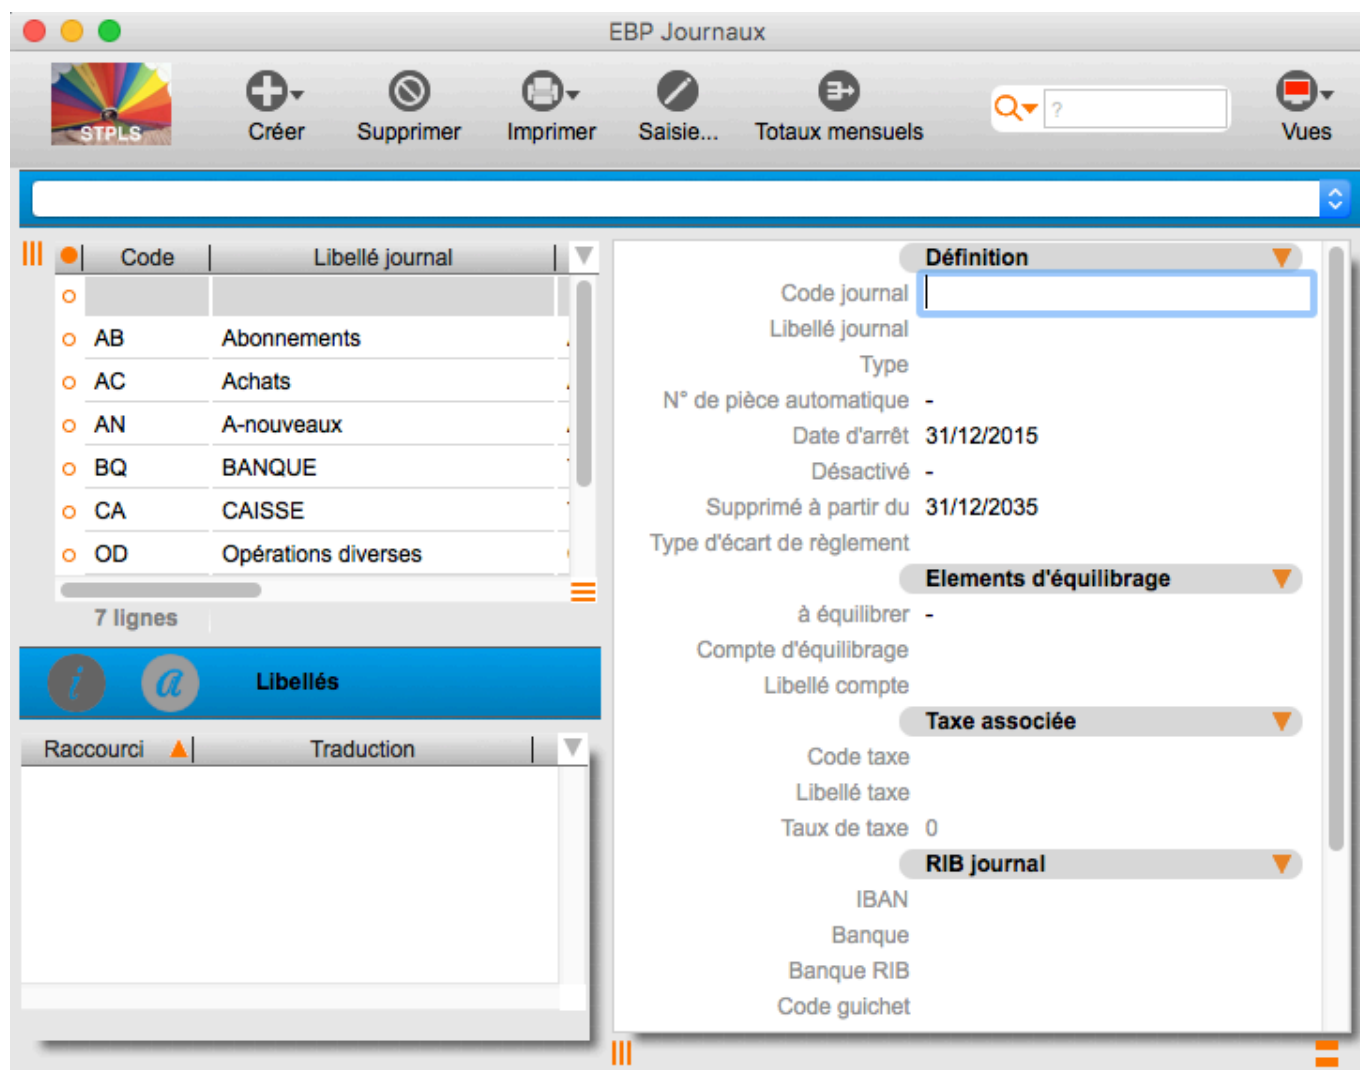 EBP Journaux
STPLS
Créer
Supprimer
Imprimer
Saisie...
Totaux mensuels
?
Vues
Code
Libellé journal
AB Abonnements
AC Achats
AN A-nouveaux
BQ BANQUE
CA CAISSE
OD Opérations diverses
7 lignes
Libellés
Raccourci
Traduction
Définition
Code journal
Libellé journal
Type
N° de pièce automatique -
Date d'arrêt 31/12/2015
Désactivé -
Supprimé à partir du 31/12/2035
Type d'écart de règlement
Elements d'équilibrage
à équilibrer -
Compte d'équilibrage
Libellé compte
Taxe associée
Code taxe
Libellé taxe
Taux de taxe 0
RIB journal
IBAN
Banque
Banque RIB
Code guichet